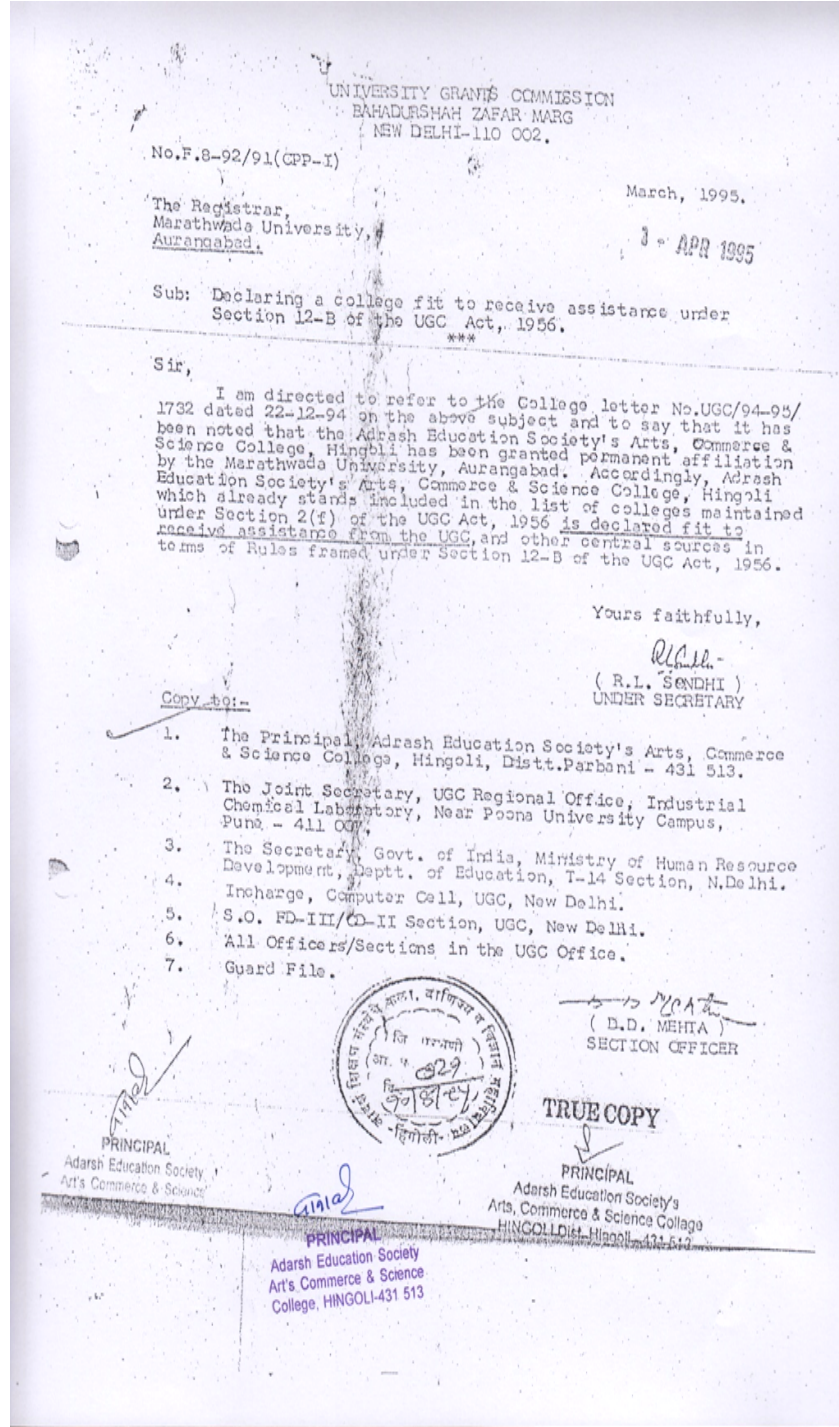 UNIVERSITY GRANTS COMMISSION
BAHADURSHAH ZAFAR MARG
NEW DELHI-110 002.
No.F.8-92/91(CPP-I)
March, 1995.
The Registrar,
Marathwada University,
Aurangabad.
3 - APR 1995
Sub: Declaring a college fit to receive assistance under
Section 12-B of the UGC Act, 1956.
***
Sir,
I am directed to refer to the College letter No.UGC/94-95/
1732 dated 22-12-94 on the above subject and to say that it has
been noted that the Adrash Education Society's Arts, Commerce &
Science College, Hingoli has been granted permanent affiliation
by the Marathwada University, Aurangabad. Accordingly, Adrash
Education Society's Arts, Commerce & Science College, Hingoli
which already stands included in the list of colleges maintained
under Section 2(f) of the UGC Act, 1956 is declared fit to
receive assistance from the UGC, and other central sources in
terms of Rules framed under Section 12-B of the UGC Act, 1956.
Yours faithfully,
( R.L. SONDHI )
UNDER SECRETARY
Copy to:-
1. The Principal, Adrash Education Society's Arts, Commerce
& Science College, Hingoli, Distt.Parbani - 431 513.
2. The Joint Secretary, UGC Regional Office, Industrial
Chemical Laboratory, Near Poona University Campus,
Pune - 411 007.
3. The Secretary, Govt. of India, Ministry of Human Resource
Development, Deptt. of Education, T-14 Section, N.Delhi.
4. Incharge, Computer Cell, UGC, New Delhi.
5. S.O. FD-III/CD-II Section, UGC, New Delhi.
6. All Officers/Sections in the UGC Office.
7. Guard File.
( D.D. MEHTA )
SECTION OFFICER
आदर्श शिक्षण संस्थेचे कला, वाणिज्य व विज्ञान महाविद्यालय
जि परभणी
हिंगोली
TRUE COPY
PRINCIPAL
Adarsh Education Society
Art's Commerce & Science
PRINCIPAL
Adarsh Education Society's
Arts, Commerce & Science Collage
HINGOLI Dist. Hingoli - 431 513
PRINCIPAL
Adarsh Education Society
Art's Commerce & Science
College, HINGOLI-431 513